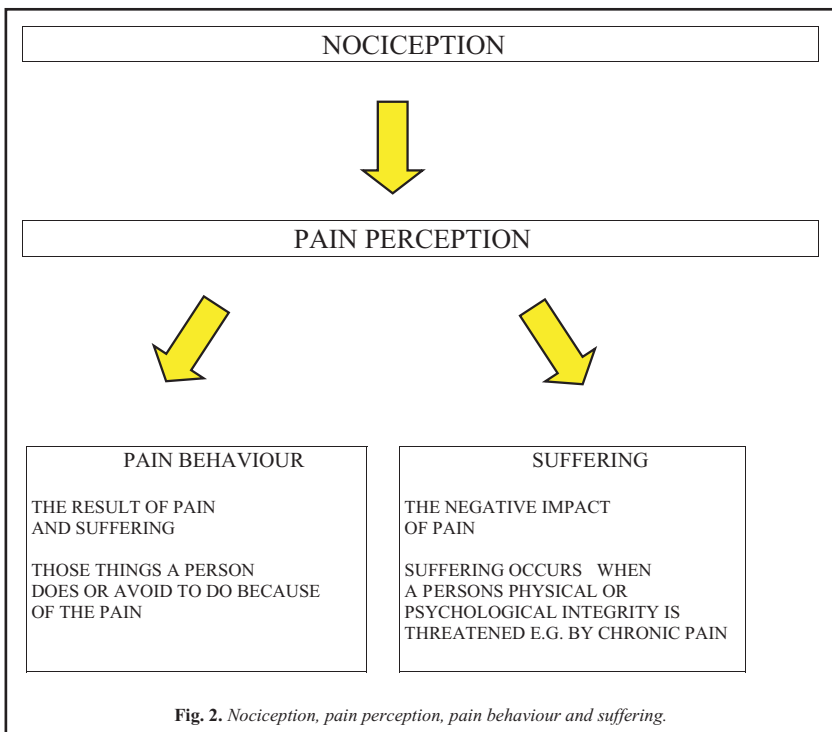 NOCICEPTION
PAIN PERCEPTION
PAIN BEHAVIOUR
THE RESULT OF PAIN
AND SUFFERING
THOSE THINGS A PERSON
DOES OR AVOID TO DO BECAUSE
OF THE PAIN
SUFFERING
THE NEGATIVE IMPACT
OF PAIN
SUFFERING OCCURS WHEN
A PERSONS PHYSICAL OR
PSYCHOLOGICAL INTEGRITY IS
THREATENED E.G. BY CHRONIC PAIN
Fig. 2. Nociception, pain perception, pain behaviour and suffering.